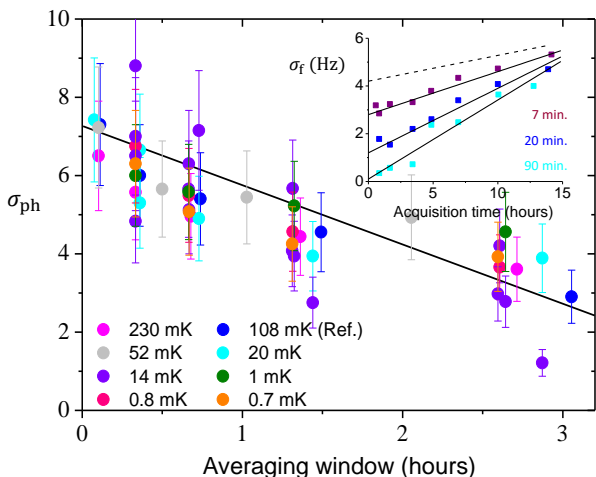 10
8
6
4
2
0
σph
0
1
2
3
Averaging window (hours)
230 mK
108 mK (Ref.)
52 mK
20 mK
14 mK
1 mK
0.8 mK
0.7 mK
σf (Hz)
6
4
2
0
0
5
10
15
Acquisition time (hours)
7 min.
20 min.
90 min.